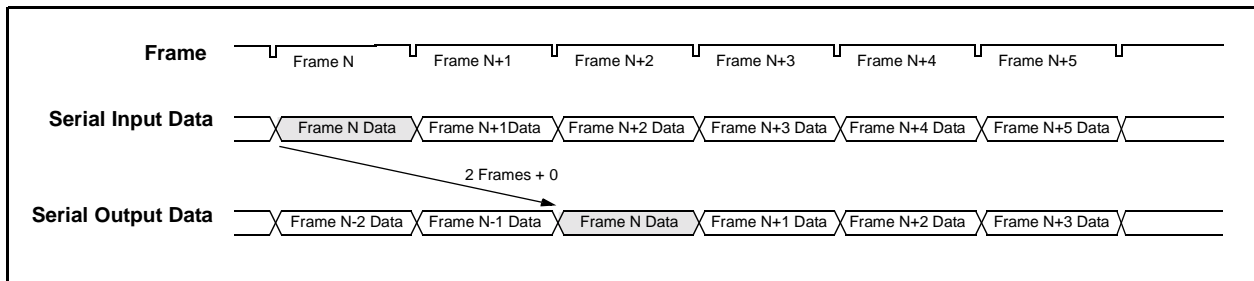 Frame
Frame N Frame N+1 Frame N+2 Frame N+3 Frame N+4 Frame N+5
Serial Input Data
Frame N Data Frame N+1Data Frame N+2 Data Frame N+3 Data Frame N+4 Data Frame N+5 Data
2 Frames + 0
Serial Output Data
Frame N-2 Data Frame N-1 Data Frame N Data Frame N+1 Data Frame N+2 Data Frame N+3 Data